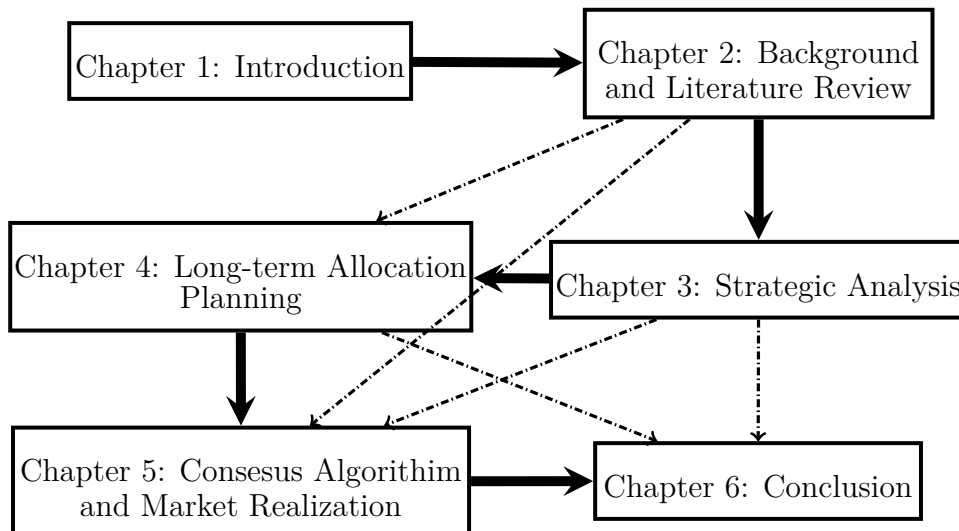 Chapter 1: Introduction
Chapter 2: Background
and Literature Review
Chapter 4: Long-term Allocation
Planning
Chapter 3: Strategic Analysis
Chapter 5: Consesus Algorithim
and Market Realization
Chapter 6: Conclusion